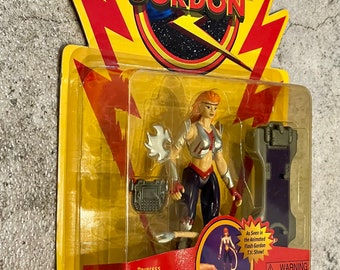 GORDON
As Seen in
the Animated
Flash Gordon
T.V. Show!
PRINCESS
WARNING